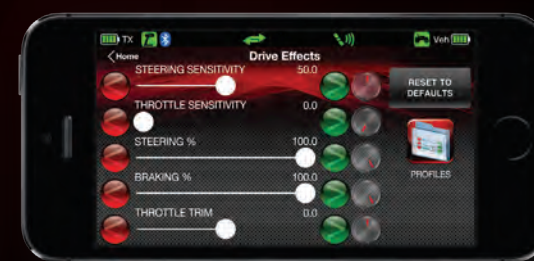 TX
Veh
Home
Drive Effects
STEERING SENSITIVITY 50.0
THROTTLE SENSITIVITY 0.0
STEERING % 100.0
BRAKING % 100.0
THROTTLE TRIM 0.0
RESET TO
DEFAULTS
PROFILES